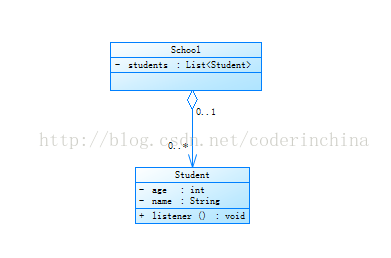 School
- students : List<Student>
0..1
http://blog.csdn.net/coderinchina
0..*
Student
- age : int
- name : String
+ listener () : void